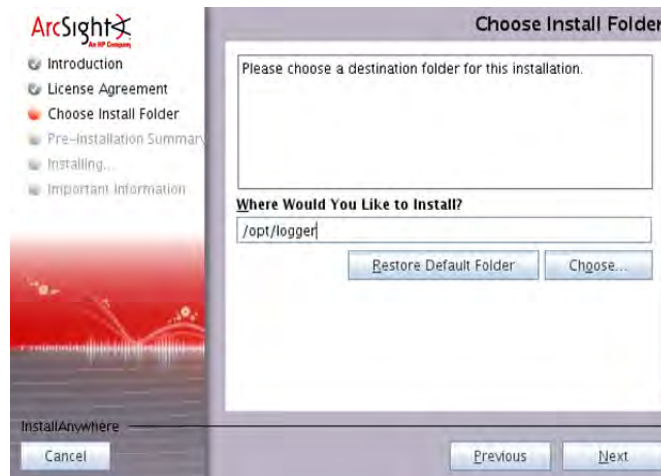 ArcSight
An HP Company
Choose Install Folder
Introduction
License Agreement
Choose Install Folder
Pre-Installation Summary
Installing...
Important Information
Please choose a destination folder for this installation.
Where Would You Like to Install?
/opt/logger
Restore Default Folder
Choose...
InstallAnywhere
Cancel
Previous
Next